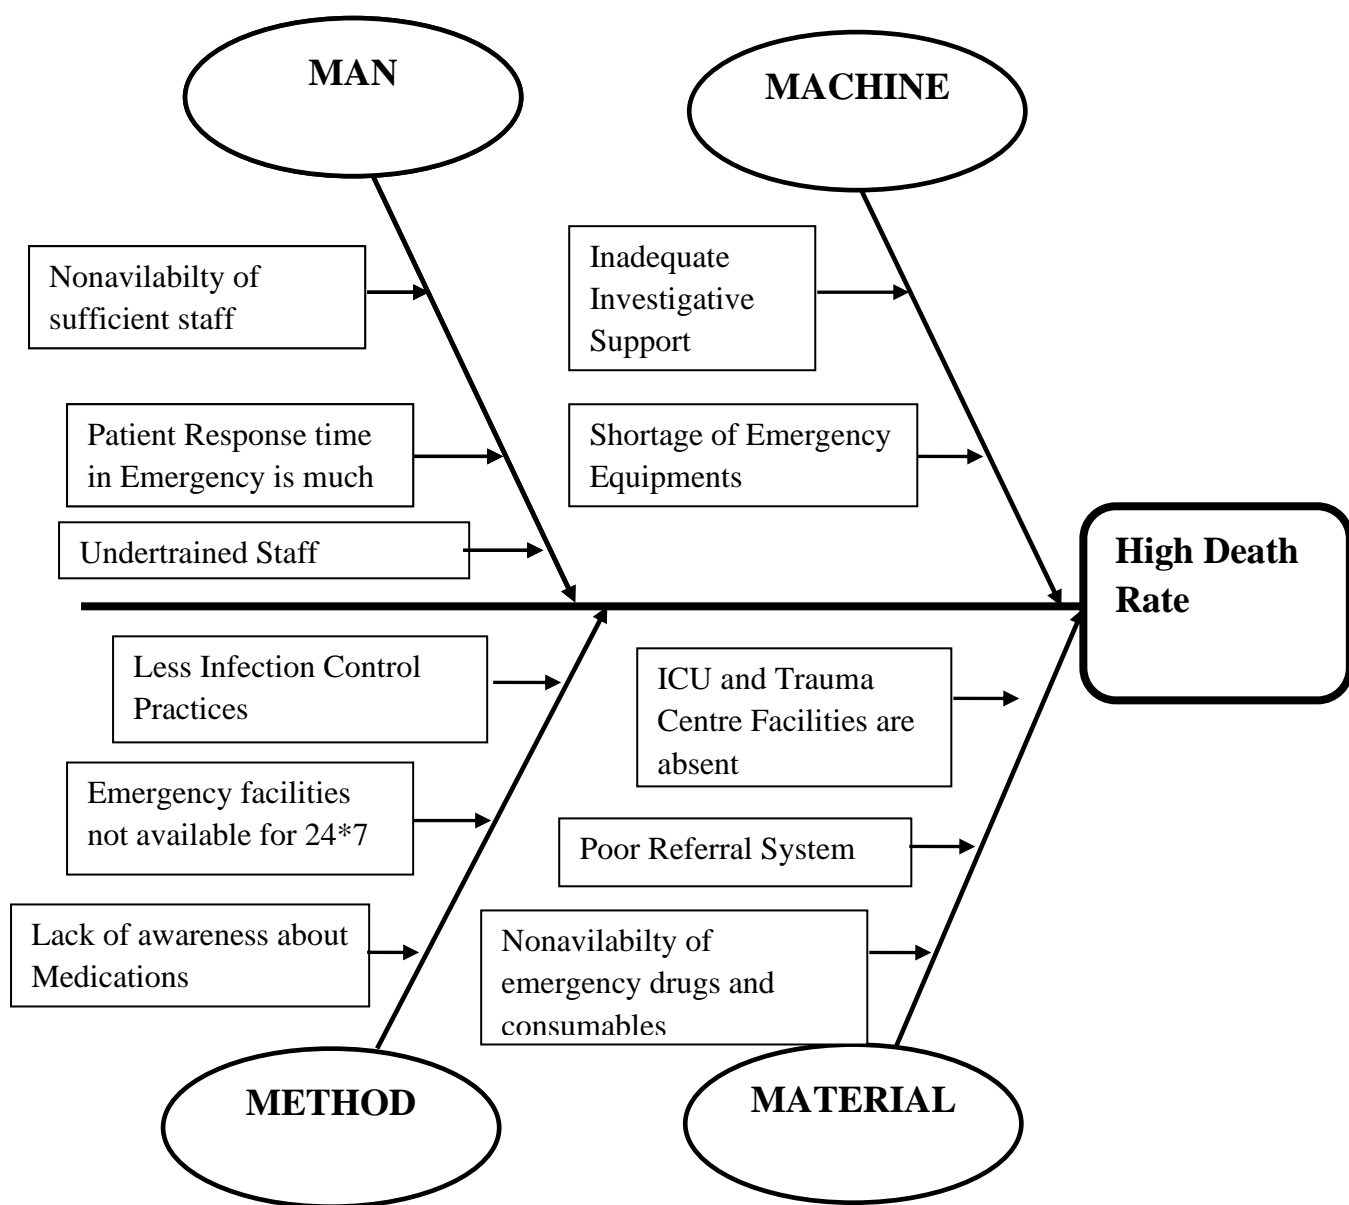 MAN
MACHINE
Nonavilabilty of
sufficient staff
Inadequate
Investigative
Support
Patient Response time
in Emergency is much
Shortage of Emergency
Equipments
Undertrained Staff
High Death
Rate
Less Infection Control
Practices
ICU and Trauma
Centre Facilities are
absent
Emergency facilities
not available for 24*7
Poor Referral System
Lack of awareness about
Medications
Nonavilabilty of
emergency drugs and
consumables
METHOD
MATERIAL